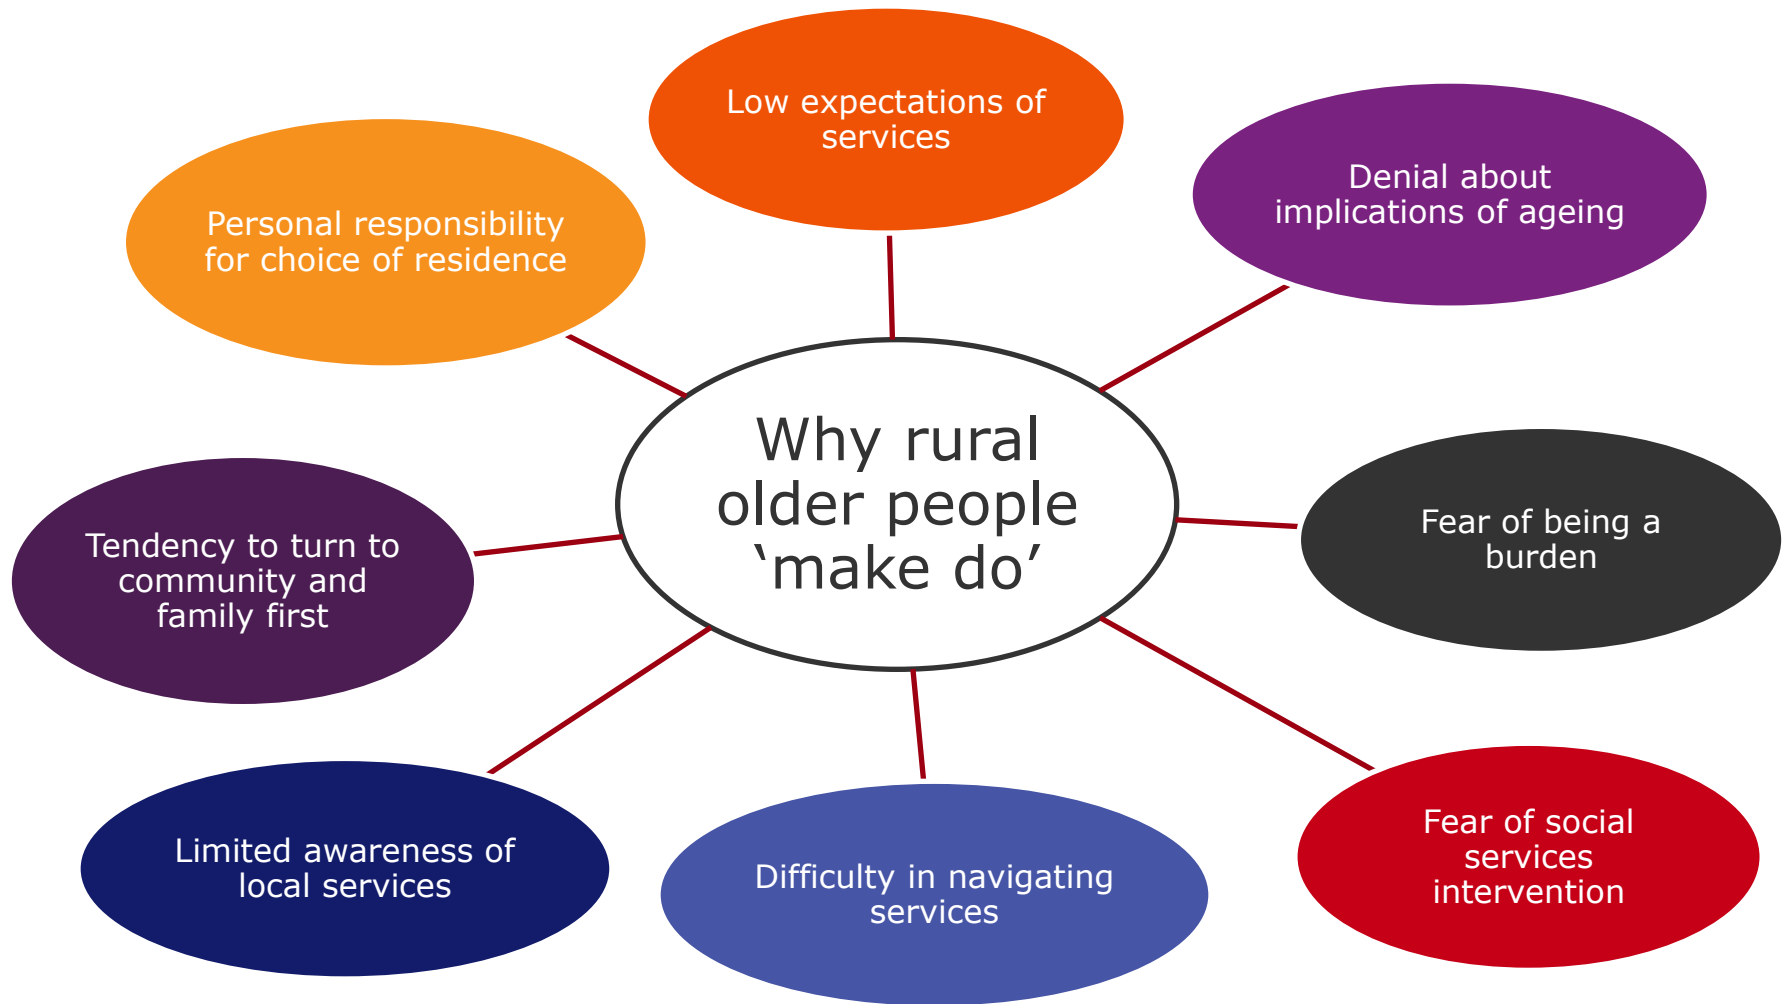 Low expectations of
services
Denial about
implications of ageing
Personal responsibility
for choice of residence
Why rural
older people
‘make do’
Fear of being a
burden
Tendency to turn to
community and
family first
Fear of social
services
intervention
Limited awareness of
local services
Difficulty in navigating
services